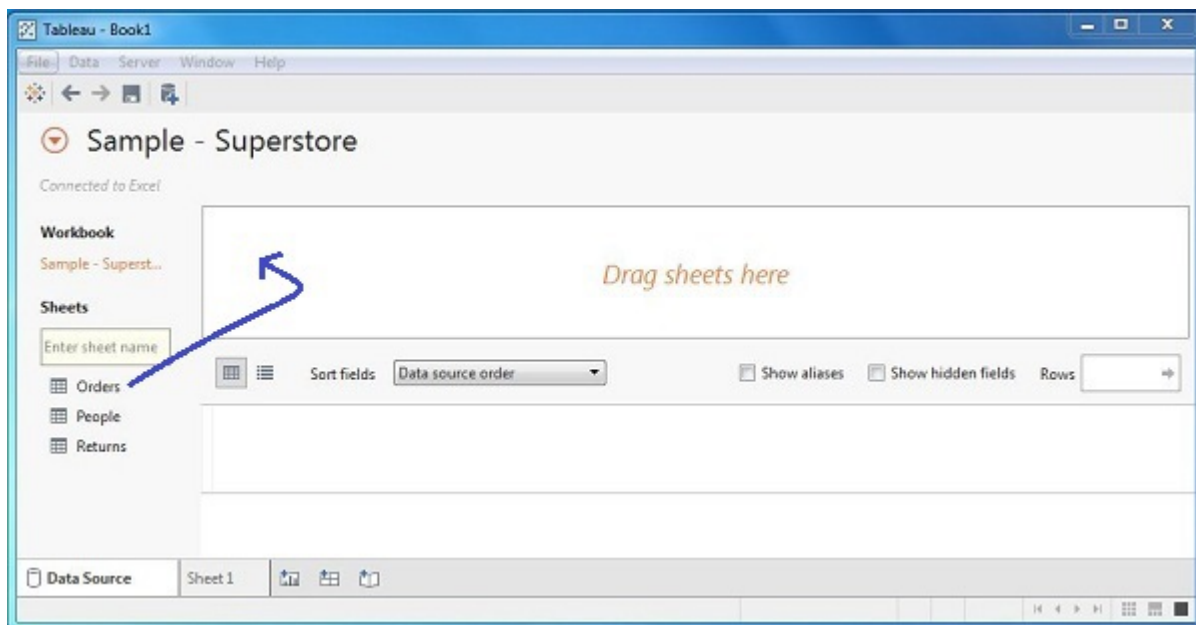 Tableau - Book1
File Data Server Window Help
Sample - Superstore
Connected to Excel
Workbook
Sample - Superst...
Drag sheets here
Sheets
Enter sheet name
Sort fields Data source order Show aliases Show hidden fields Rows
Orders
People
Returns
Data Source Sheet 1